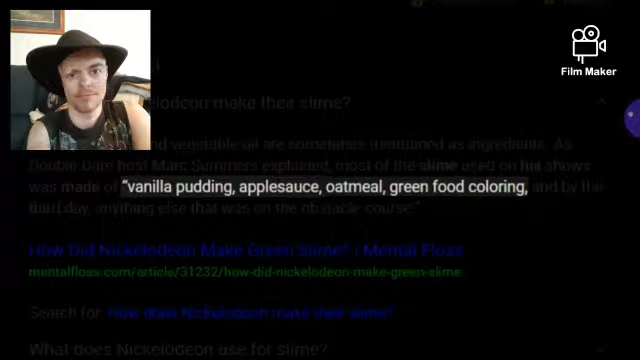 Film Maker
elodeon make their slime?
and vegetable oil are sometimes mentioned as ingredients. As
Double Dare host Marc Summers explained, most of the slime used on his shows
was made of "vanilla pudding, applesauce, oatmeal, green food coloring, and by the
third day, anything else that was on the obstacle course."
How Did Nickelodeon Make Green Slime? | Mental Floss
mentalfloss.com/article/31232/how-did-nickelodeon-make-green-slime
Search for: How does Nickelodeon make their slime?
What does Nickelodeon use for slime?